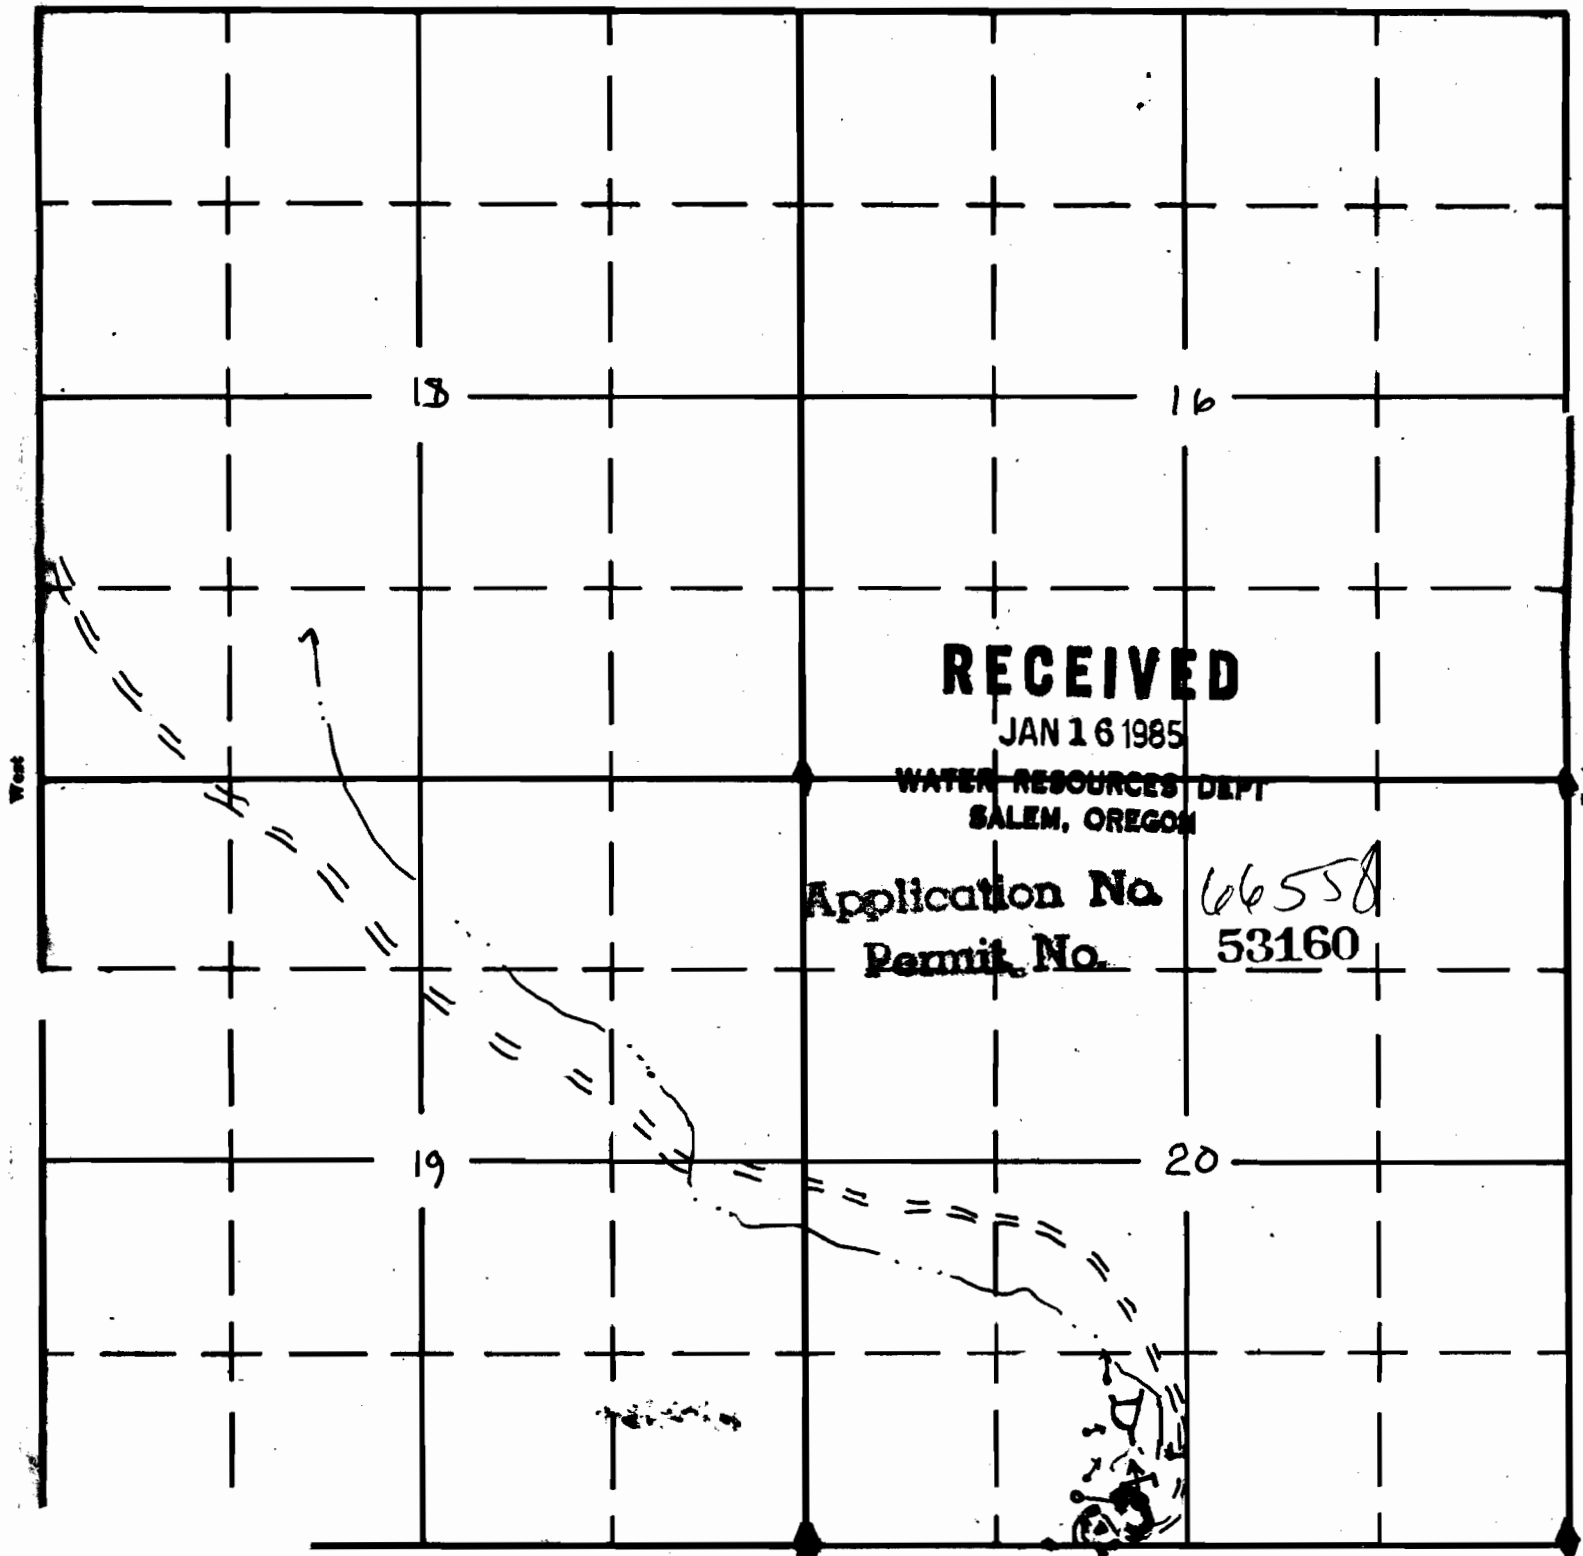 18
16
RECEIVED
JAN 16 1985
West
WATER RESOURCES DEPT
SALEM, OREGON
Application No. 66558
Permit No. 53160
19
20